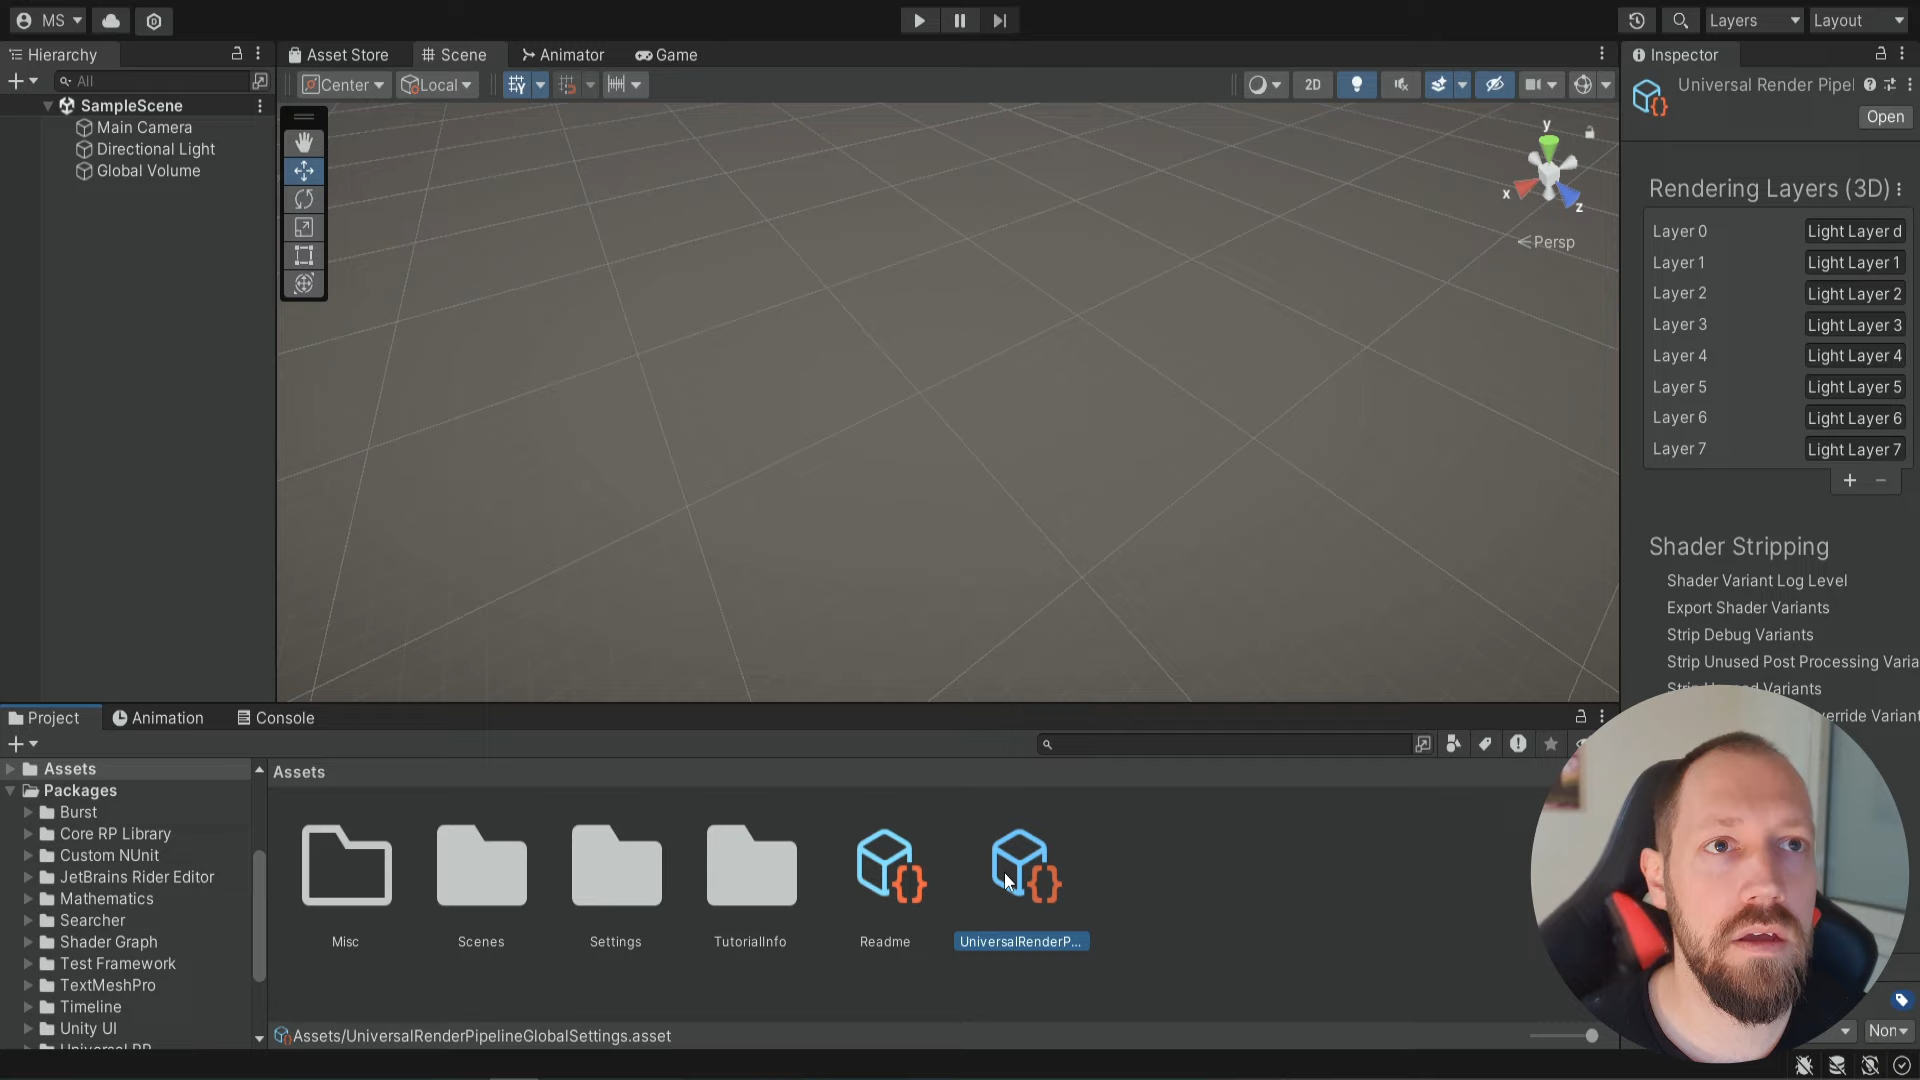 MS
Layers
Layout
Hierarchy
All
SampleScene
Main Camera
Directional Light
Global Volume
Asset Store
Scene
Animator
Game
Center
Local
2D
y
x
z
Persp
Inspector
Universal Render Pipel
Open
Rendering Layers (3D)
Layer 0 Light Layer d
Layer 1 Light Layer 1
Layer 2 Light Layer 2
Layer 3 Light Layer 3
Layer 4 Light Layer 4
Layer 5 Light Layer 5
Layer 6 Light Layer 6
Layer 7 Light Layer 7
Shader Stripping
Shader Variant Log Level
Export Shader Variants
Strip Debug Variants
Strip Unused Post Processing Varia
Variants
erride Variant
Non
Project
Animation
Console
Assets
Packages
Burst
Core RP Library
Custom NUnit
JetBrains Rider Editor
Mathematics
Searcher
Shader Graph
Test Framework
TextMeshPro
Timeline
Unity UI
Assets
Misc
Scenes
Settings
TutorialInfo
Readme
UniversalRenderP...
Assets/UniversalRenderPipelineGlobalSettings.asset